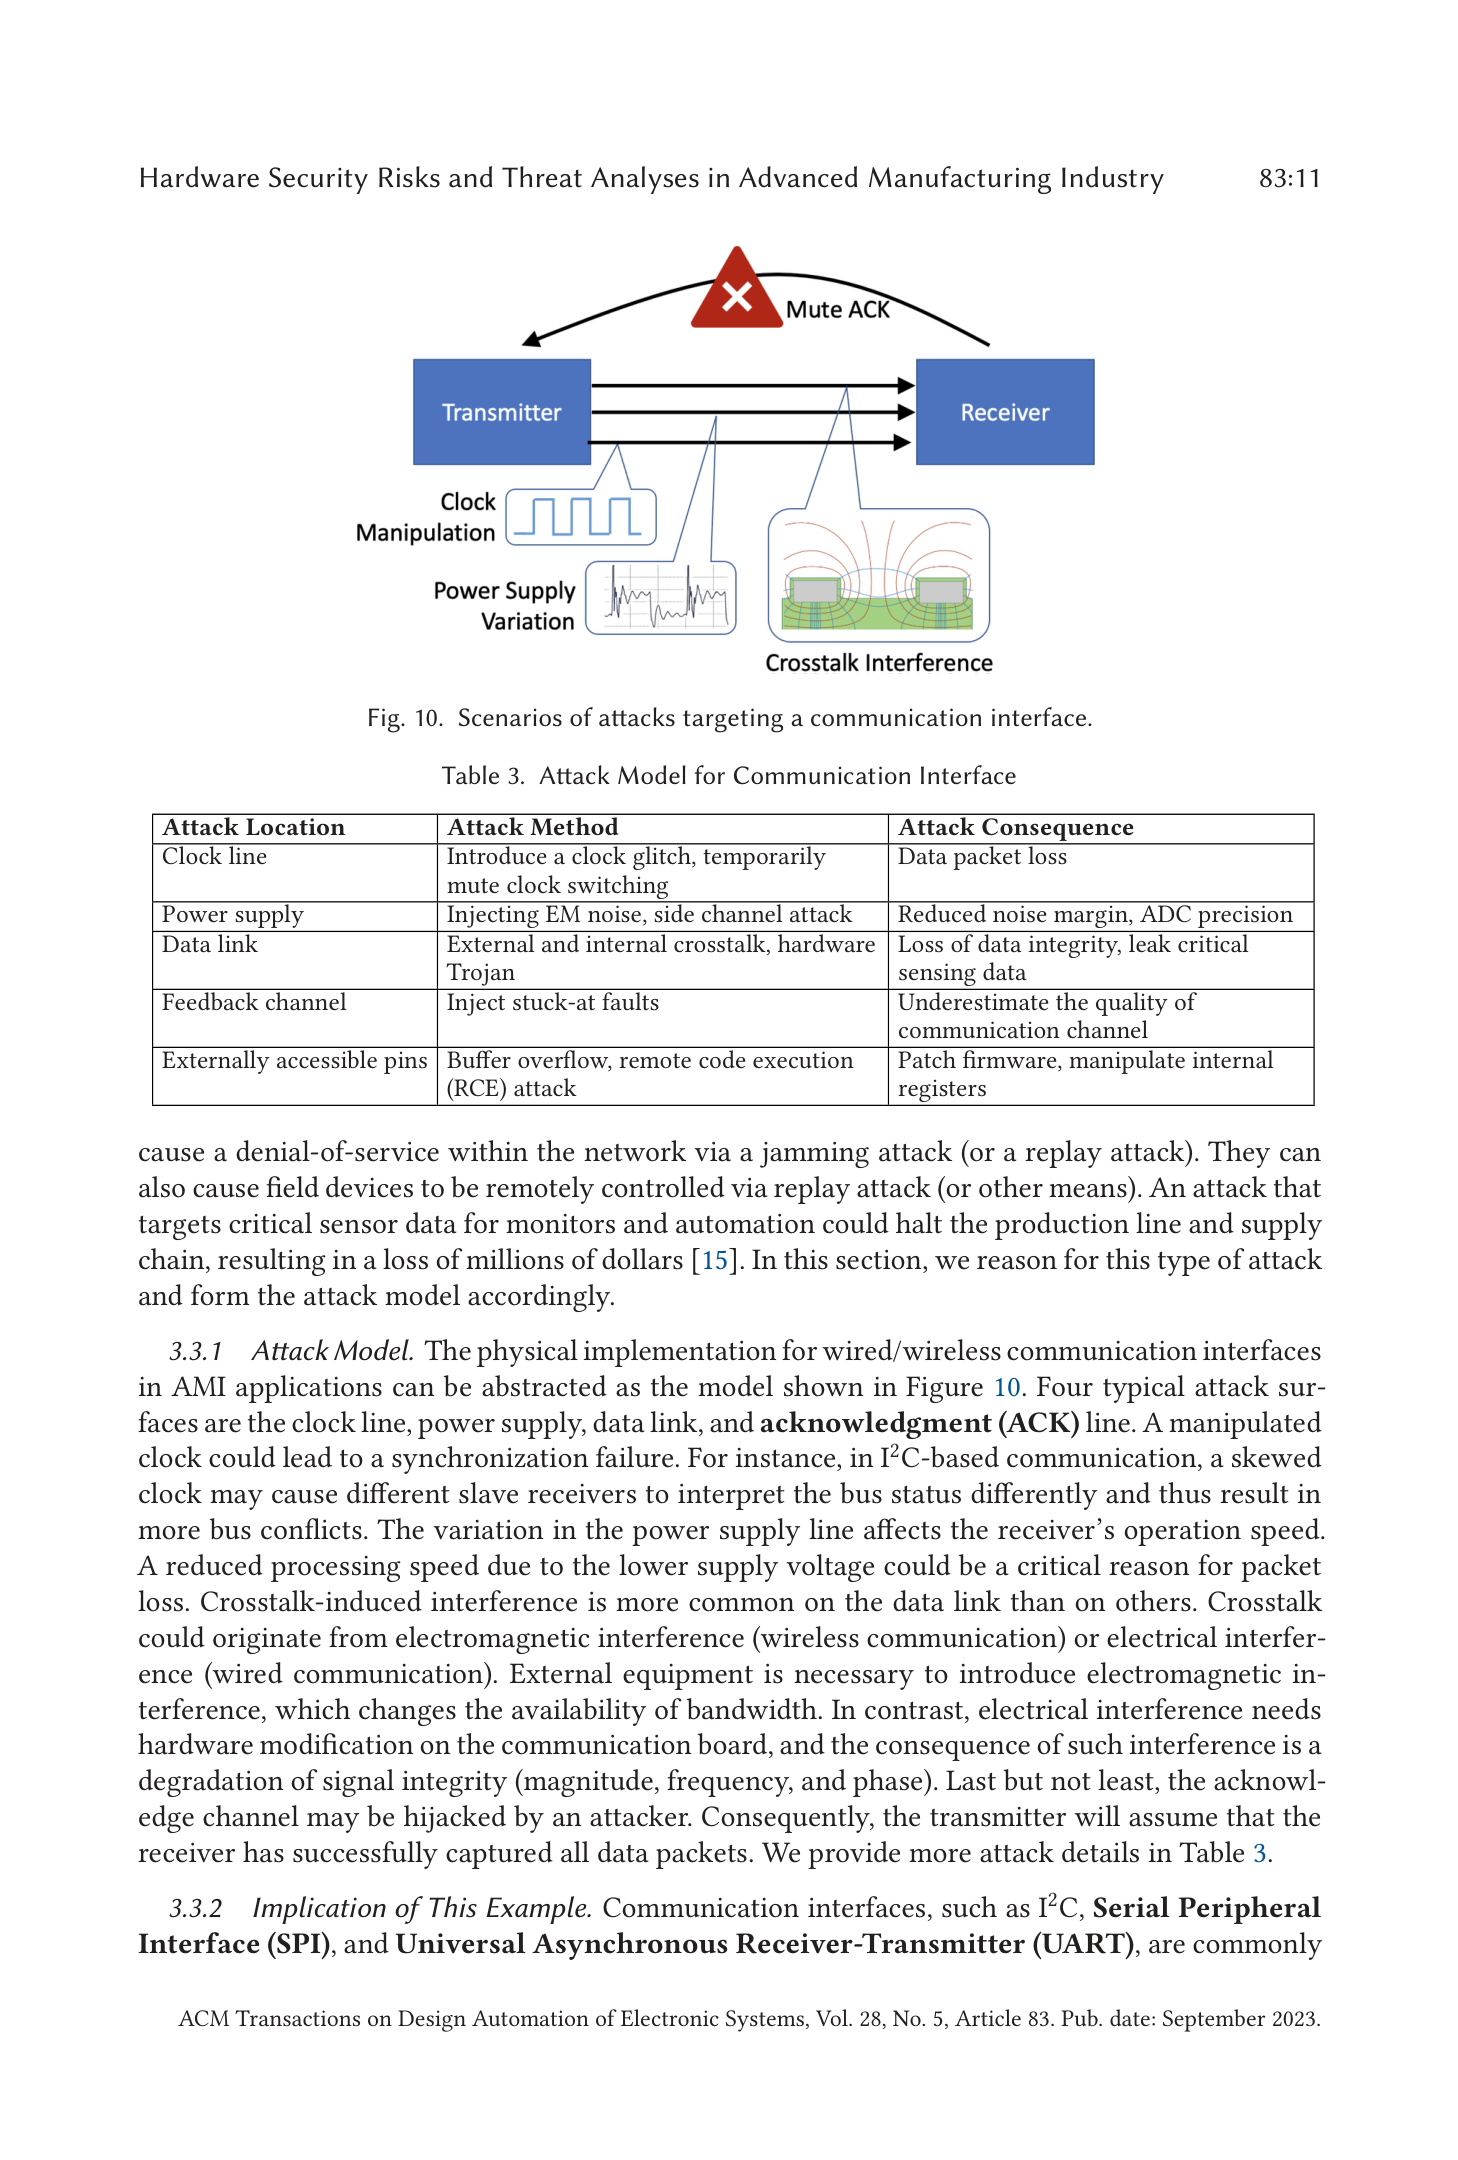 Hardware Security Risks and Threat Analyses in Advanced Manufacturing Industry 83:11
Mute ACK
Transmitter
Receiver
Clock
Manipulation
Power Supply
Variation
Crosstalk Interference
Fig. 10. Scenarios of attacks targeting a communication interface.
Table 3. Attack Model for Communication Interface
Attack Location Attack Method Attack Consequence
Clock line Introduce a clock glitch, temporarily Data packet loss
mute clock switching
Power supply Injecting EM noise, side channel attack Reduced noise margin, ADC precision
Data link External and internal crosstalk, hardware Loss of data integrity, leak critical
Trojan sensing data
Feedback channel Inject stuck-at faults Underestimate the quality of
communication channel
Externally accessible pins Buffer overflow, remote code execution Patch firmware, manipulate internal
(RCE) attack registers
cause a denial-of-service within the network via a jamming attack (or a replay attack). They can
also cause field devices to be remotely controlled via replay attack (or other means). An attack that
targets critical sensor data for monitors and automation could halt the production line and supply
chain, resulting in a loss of millions of dollars [15]. In this section, we reason for this type of attack
and form the attack model accordingly.
3.3.1 Attack Model. The physical implementation for wired/wireless communication interfaces
in AMI applications can be abstracted as the model shown in Figure 10. Four typical attack sur-
faces are the clock line, power supply, data link, and acknowledgment (ACK) line. A manipulated
clock could lead to a synchronization failure. For instance, in I²C-based communication, a skewed
clock may cause different slave receivers to interpret the bus status differently and thus result in
more bus conflicts. The variation in the power supply line affects the receiver's operation speed.
A reduced processing speed due to the lower supply voltage could be a critical reason for packet
loss. Crosstalk-induced interference is more common on the data link than on others. Crosstalk
could originate from electromagnetic interference (wireless communication) or electrical interfer-
ence (wired communication). External equipment is necessary to introduce electromagnetic in-
terference, which changes the availability of bandwidth. In contrast, electrical interference needs
hardware modification on the communication board, and the consequence of such interference is a
degradation of signal integrity (magnitude, frequency, and phase). Last but not least, the acknowl-
edge channel may be hijacked by an attacker. Consequently, the transmitter will assume that the
receiver has successfully captured all data packets. We provide more attack details in Table 3.
3.3.2 Implication of This Example. Communication interfaces, such as I²C, Serial Peripheral
Interface (SPI), and Universal Asynchronous Receiver-Transmitter (UART), are commonly
ACM Transactions on Design Automation of Electronic Systems, Vol. 28, No. 5, Article 83. Pub. date: September 2023.